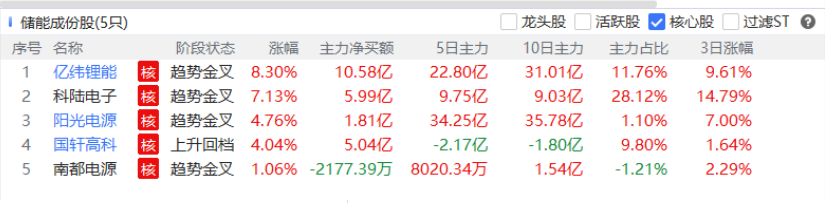 储能成份股(5只) 龙头股 活跃股 核心股 过滤ST ?
序号 名称 阶段状态 涨幅 主力净买额 5日主力 10日主力 主力占比 3日涨幅
1 亿纬锂能 核 趋势金叉 8.30% 10.58亿 22.80亿 31.01亿 11.76% 9.61%
2 科陆电子 核 趋势金叉 7.13% 5.99亿 9.75亿 9.03亿 28.12% 14.79%
3 阳光电源 核 趋势金叉 4.76% 1.81亿 34.25亿 35.78亿 1.10% 7.00%
4 国轩高科 核 上升回档 4.04% 5.04亿 -2.17亿 -1.80亿 9.80% 1.64%
5 南都电源 核 趋势金叉 1.06% -2177.39万 8020.34万 1.54亿 -1.21% 2.29%